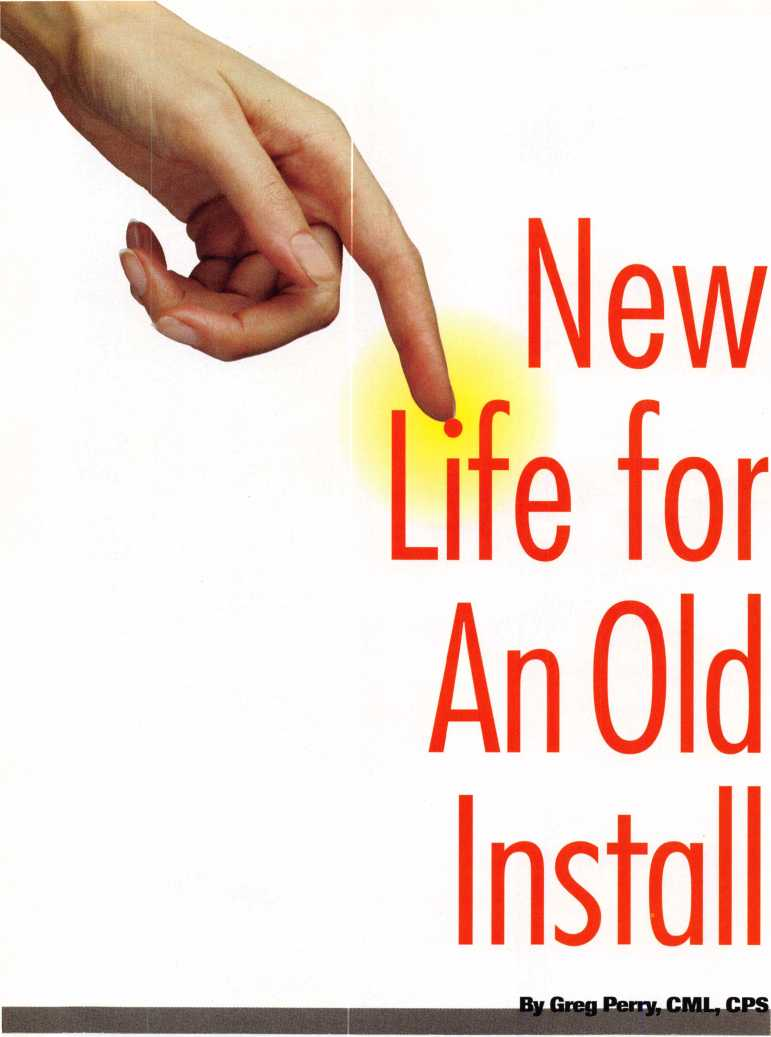 New
Life for
An Old
Install
By Greg Perry, CML, CPS